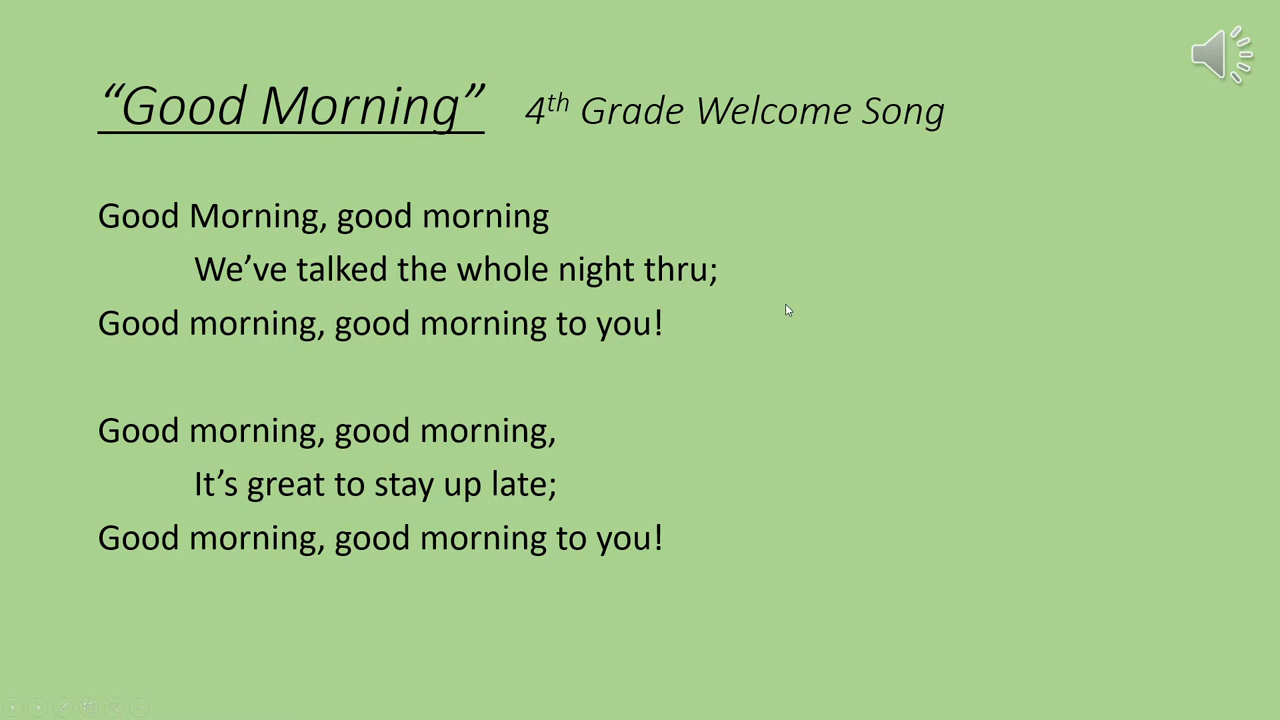 “Good Morning” 4th Grade Welcome Song
Good Morning, good morning
We’ve talked the whole night thru;
Good morning, good morning to you!
Good morning, good morning,
It’s great to stay up late;
Good morning, good morning to you!